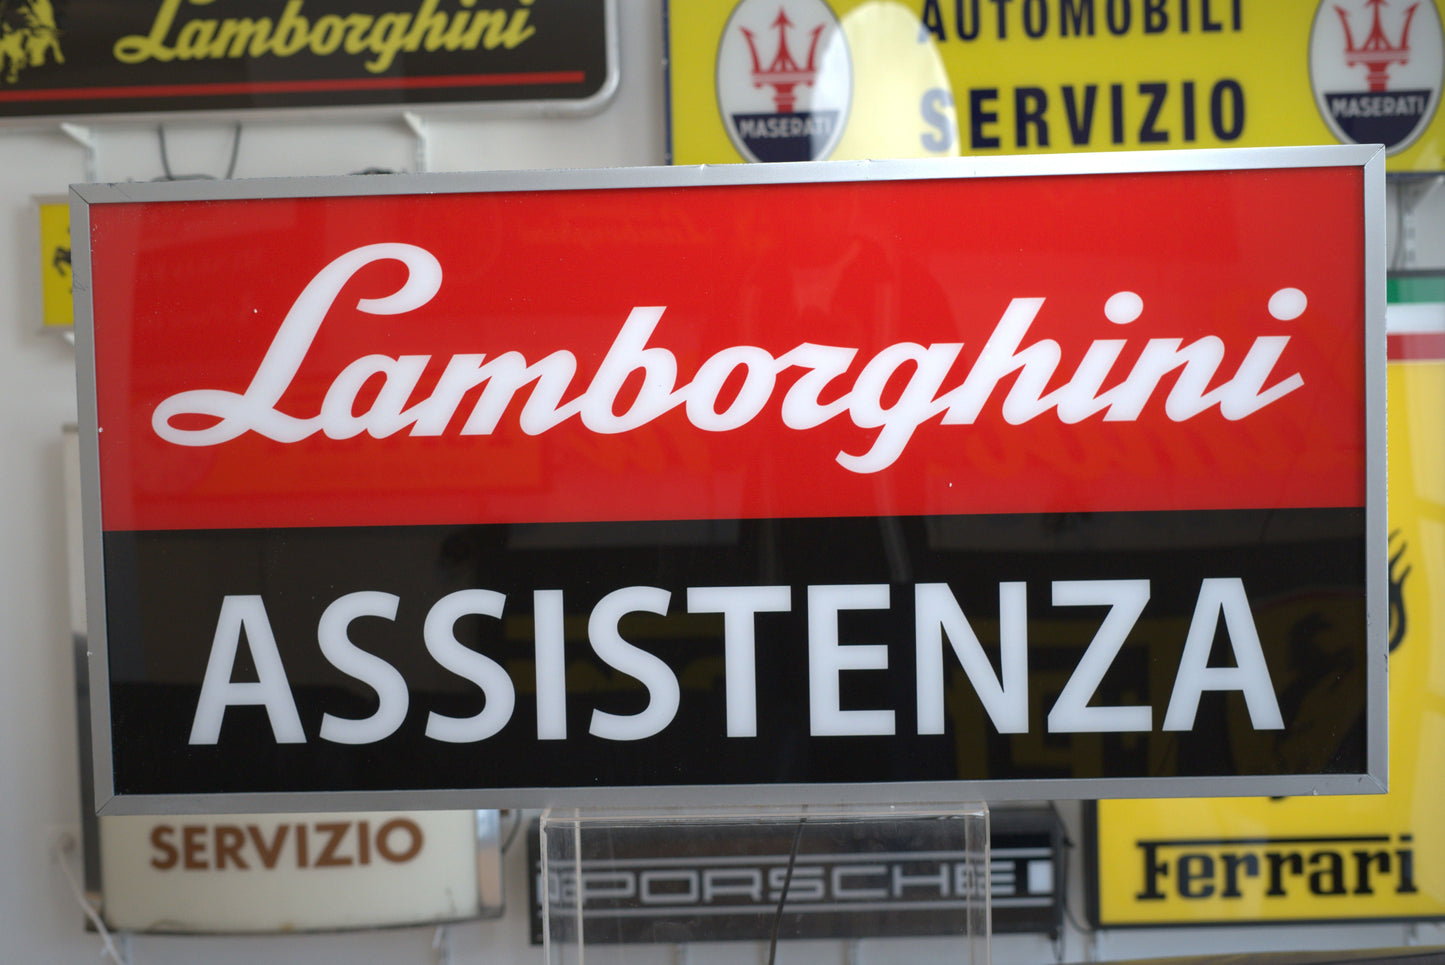 Lamborghini
AUTOMOBILI
SERVIZIO
MASERATI
MASERATI
Lamborghini
ASSISTENZA
SERVIZIO
PORSCHE
Ferrari